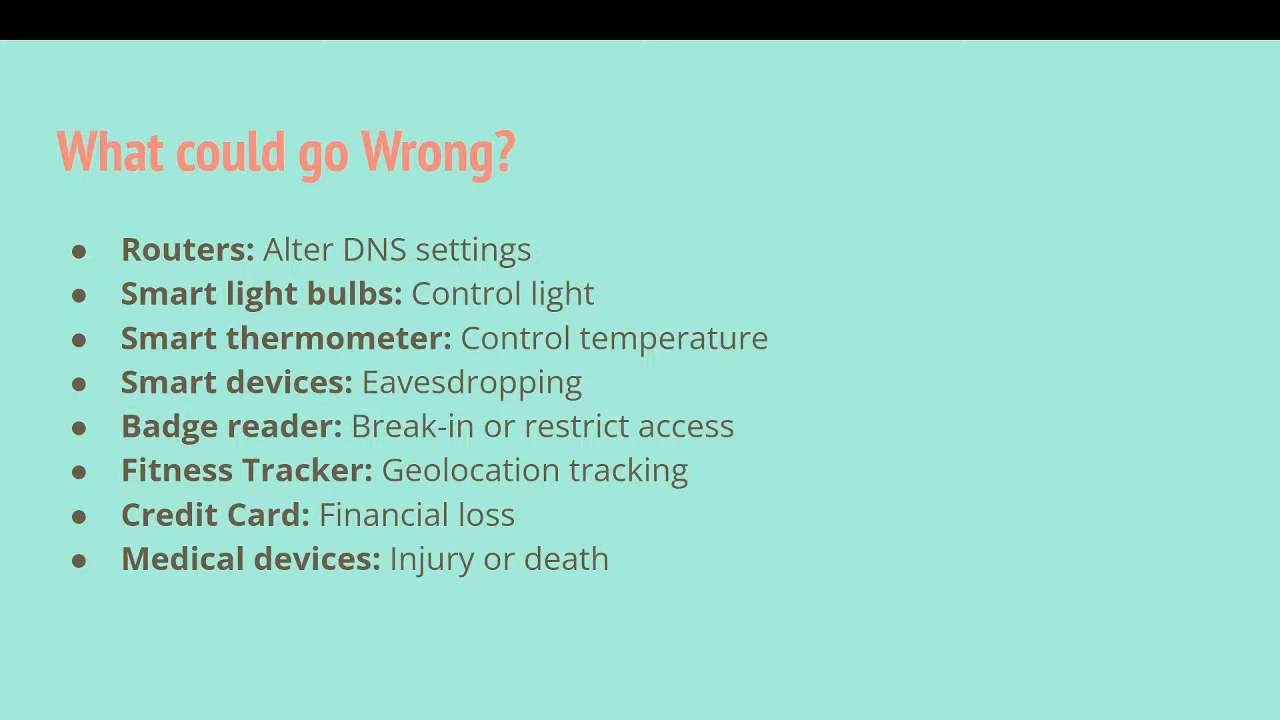 What could go Wrong?
● Routers: Alter DNS settings
● Smart light bulbs: Control light
● Smart thermometer: Control temperature
● Smart devices: Eavesdropping
● Badge reader: Break-in or restrict access
● Fitness Tracker: Geolocation tracking
● Credit Card: Financial loss
● Medical devices: Injury or death